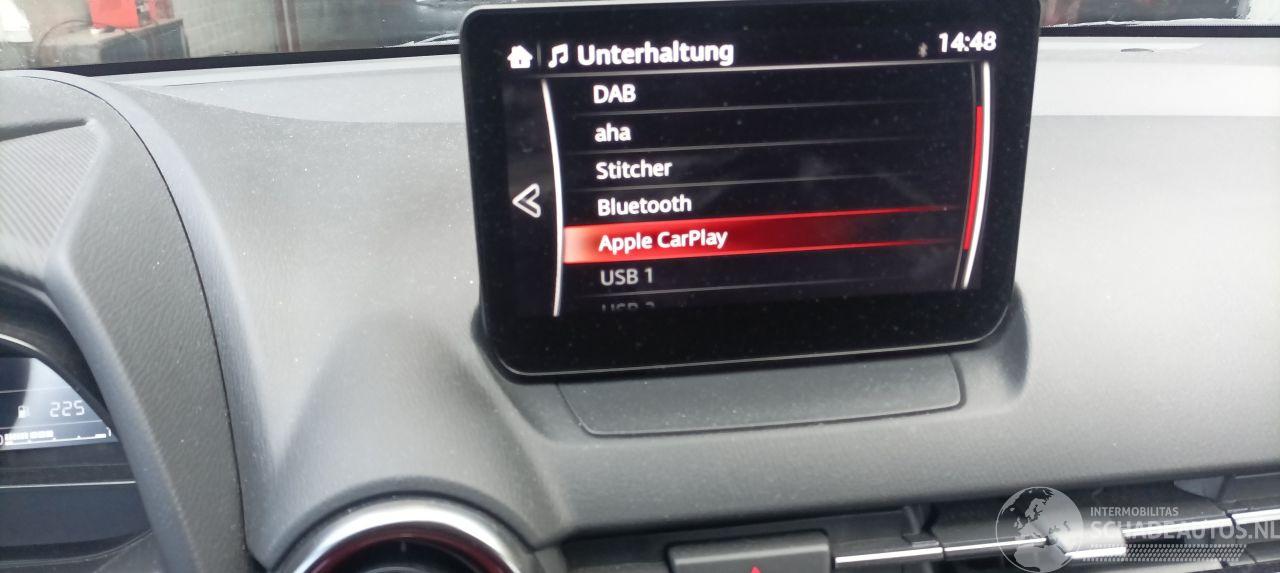 Unterhaltung 14:48
DAB
aha
Stitcher
Bluetooth
Apple CarPlay
USB 1
225
INTERMOBILITAS
SCHADEAUTOS.NL